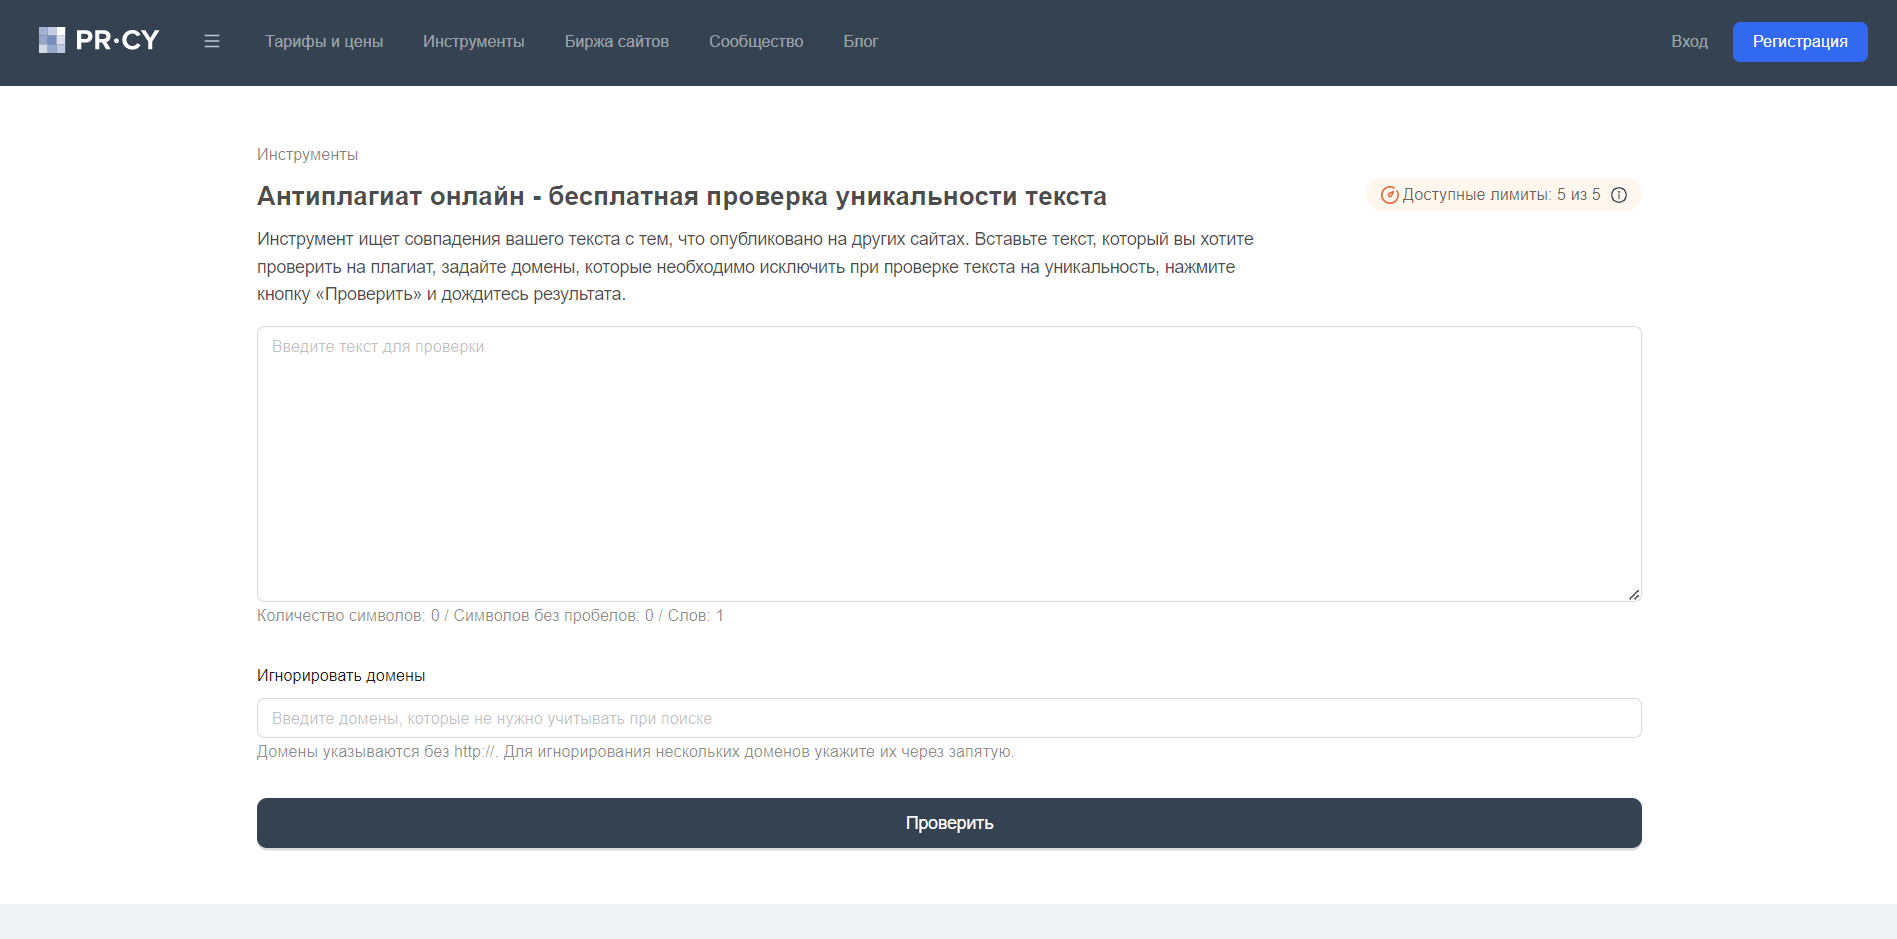 PR·CY
Тарифы и цены
Инструменты
Биржа сайтов
Сообщество
Блог
Вход
Регистрация
Инструменты
Антиплагиат онлайн - бесплатная проверка уникальности текста
Доступные лимиты: 5 из 5
Инструмент ищет совпадения вашего текста с тем, что опубликовано на других сайтах. Вставьте текст, который вы хотите
проверить на плагиат, задайте домены, которые необходимо исключить при проверке текста на уникальность, нажмите
кнопку «Проверить» и дождитесь результата.
Введите текст для проверки
Количество символов: 0 / Символов без пробелов: 0 / Слов: 1
Игнорировать домены
Введите домены, которые не нужно учитывать при поиске
Домены указываются без http://. Для игнорирования нескольких доменов укажите их через запятую.
Проверить